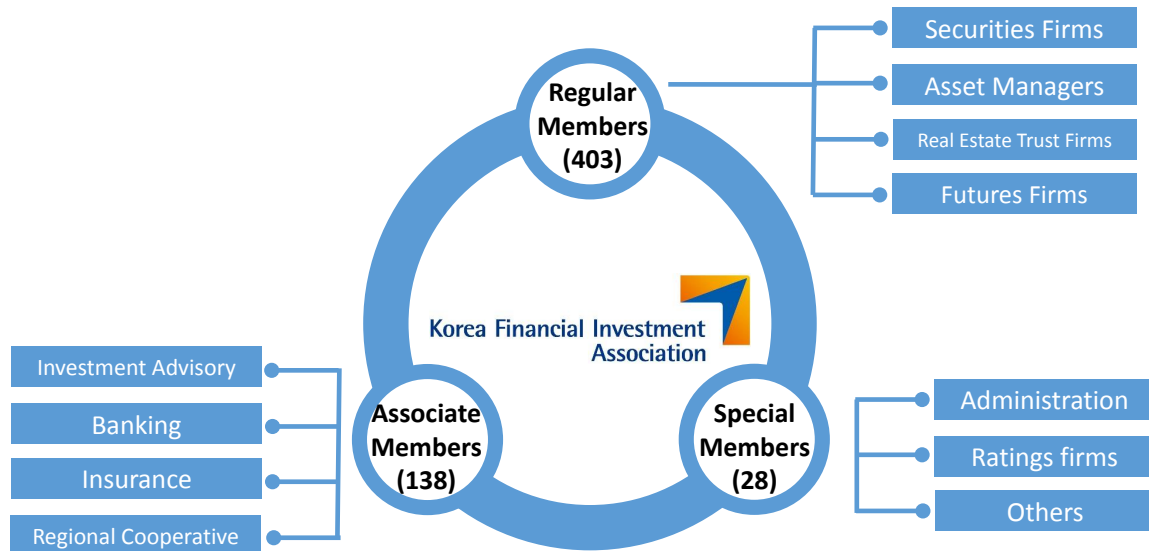 Securities Firms
Asset Managers
Real Estate Trust Firms
Futures Firms
Regular
Members
(403)
Korea Financial Investment
Association
Investment Advisory
Banking
Insurance
Regional Cooperative
Associate
Members
(138)
Special
Members
(28)
Administration
Ratings firms
Others